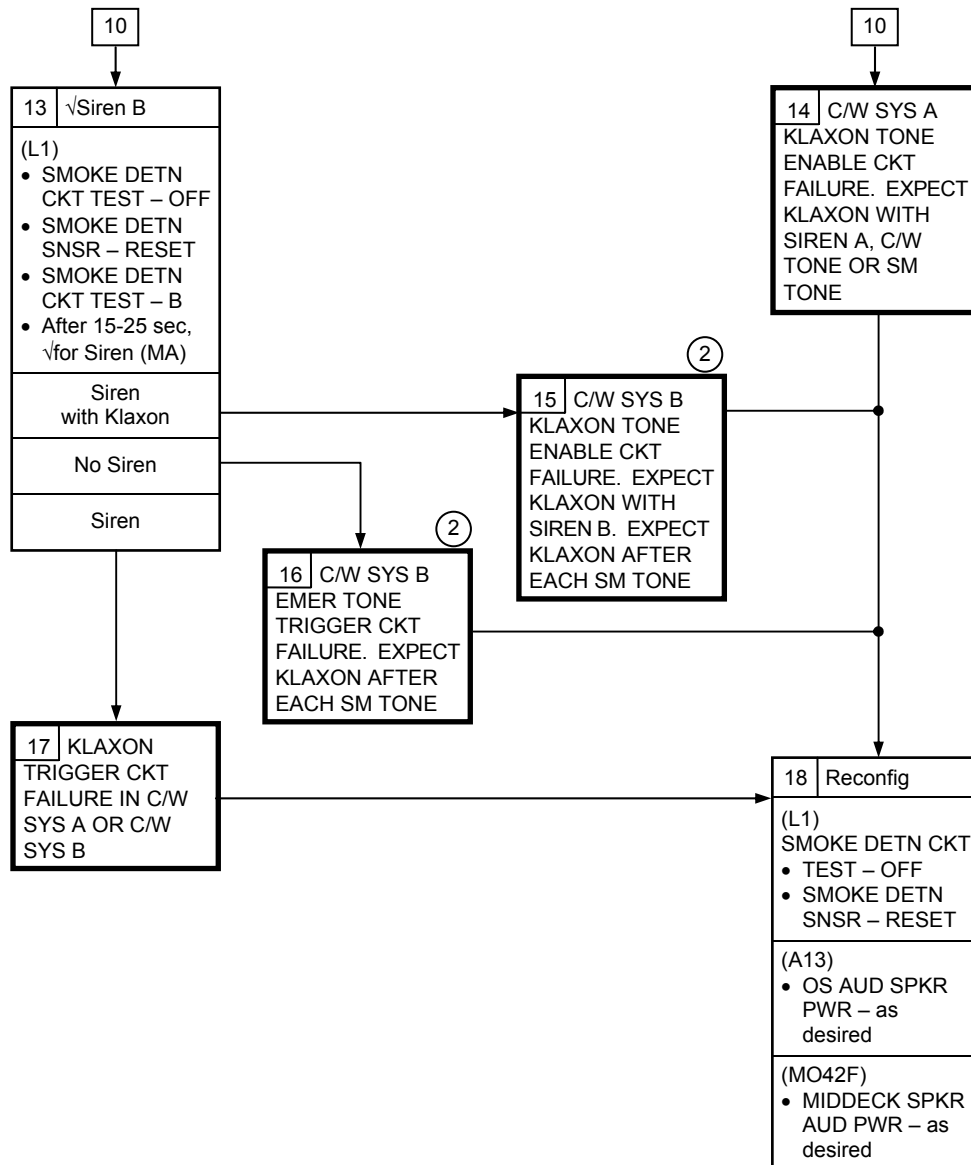 10
10
13 √Siren B
(L1)
• SMOKE DETN
CKT TEST – OFF
• SMOKE DETN
SNSR – RESET
• SMOKE DETN
CKT TEST – B
• After 15-25 sec,
√for Siren (MA)
Siren
with Klaxon
No Siren
Siren
14 C/W SYS A
KLAXON TONE
ENABLE CKT
FAILURE. EXPECT
KLAXON WITH
SIREN A, C/W
TONE OR SM
TONE
2
15 C/W SYS B
KLAXON TONE
ENABLE CKT
FAILURE. EXPECT
KLAXON WITH
SIREN B. EXPECT
KLAXON AFTER
EACH SM TONE
2
16 C/W SYS B
EMER TONE
TRIGGER CKT
FAILURE. EXPECT
KLAXON AFTER
EACH SM TONE
17 KLAXON
TRIGGER CKT
FAILURE IN C/W
SYS A OR C/W
SYS B
18 Reconfig
(L1)
SMOKE DETN CKT
• TEST – OFF
• SMOKE DETN
SNSR – RESET
(A13)
• OS AUD SPKR
PWR – as
desired
(MO42F)
• MIDDECK SPKR
AUD PWR – as
desired